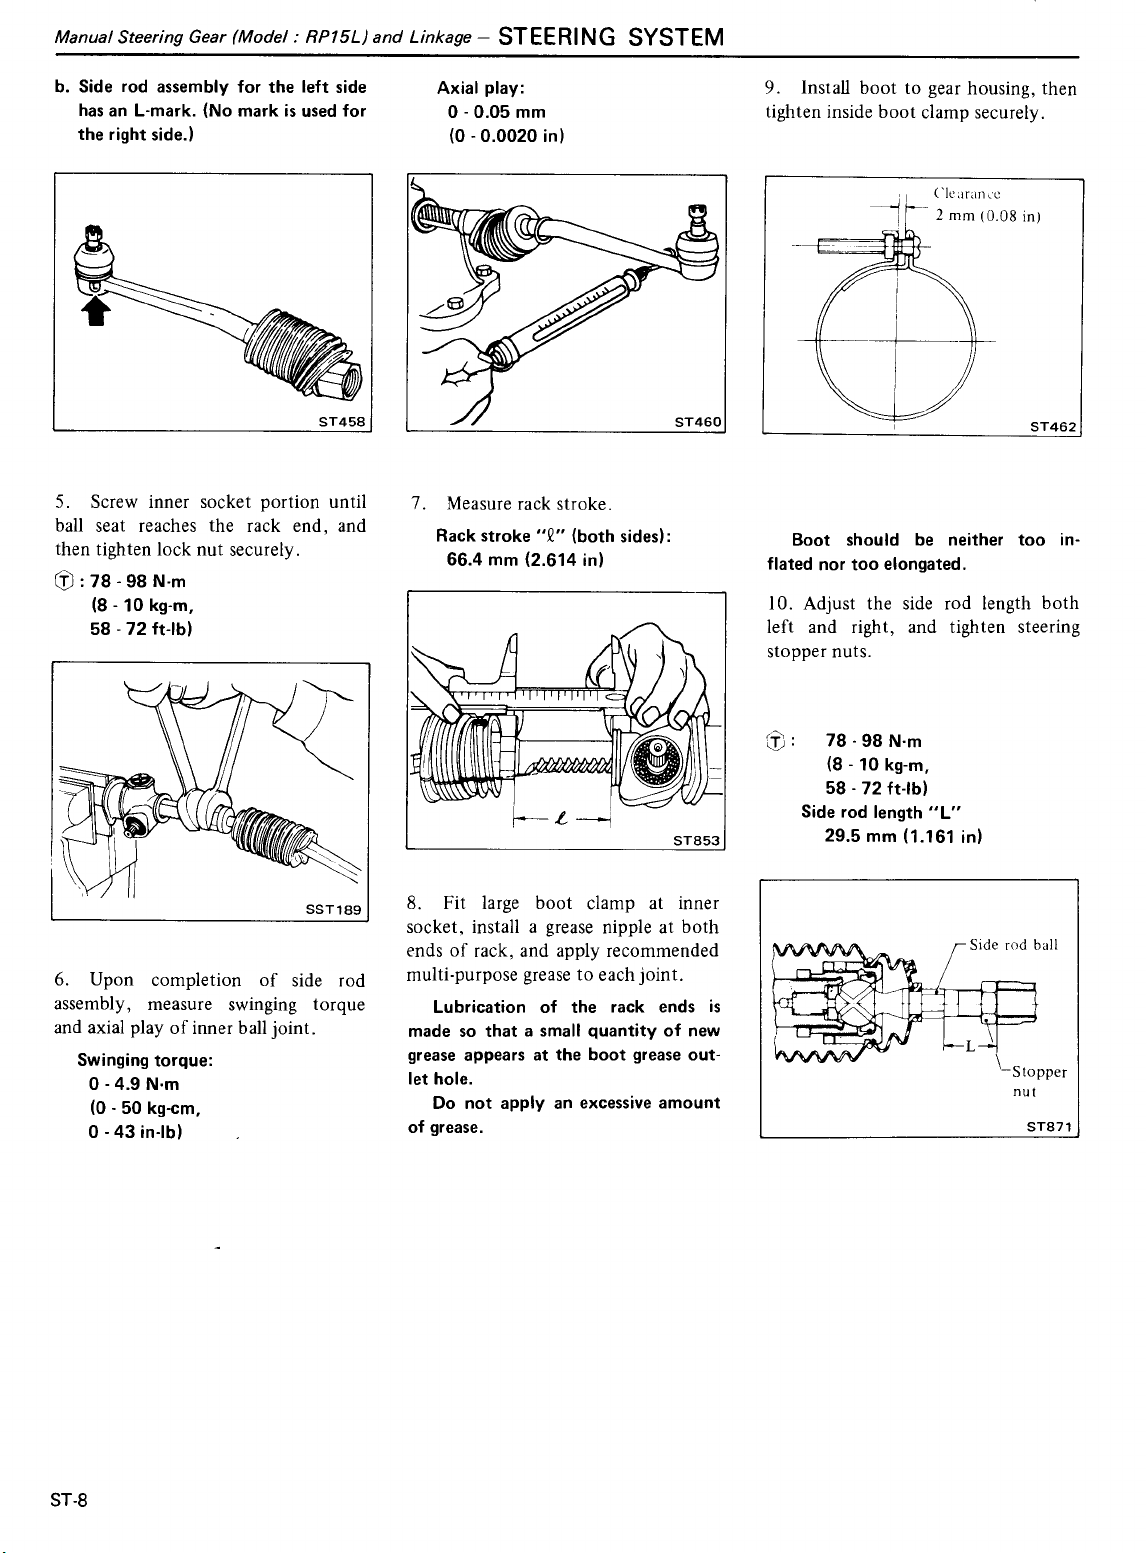 Manual Steering Gear (Model : RP15L) and Linkage – STEERING SYSTEM
b. Side rod assembly for the left side
has an L-mark. (No mark is used for
the right side.)
ST458
5. Screw inner socket portion until
ball seat reaches the rack end, and
then tighten lock nut securely.
Ⓣ : 78 - 98 N·m
(8 - 10 kg-m,
58 - 72 ft-lb)
SST189
6. Upon completion of side rod
assembly, measure swinging torque
and axial play of inner ball joint.
Swinging torque:
0 - 4.9 N·m
(0 - 50 kg-cm,
0 - 43 in-lb)
Axial play:
0 - 0.05 mm
(0 - 0.0020 in)
ST460
7. Measure rack stroke.
Rack stroke "ℓ" (both sides):
66.4 mm (2.614 in)
ℓ
ST853
8. Fit large boot clamp at inner
socket, install a grease nipple at both
ends of rack, and apply recommended
multi-purpose grease to each joint.
Lubrication of the rack ends is
made so that a small quantity of new
grease appears at the boot grease out-
let hole.
Do not apply an excessive amount
of grease.
9. Install boot to gear housing, then
tighten inside boot clamp securely.
Clearance
2 mm (0.08 in)
ST462
Boot should be neither too in-
flated nor too elongated.
10. Adjust the side rod length both
left and right, and tighten steering
stopper nuts.
Ⓣ : 78 - 98 N·m
(8 - 10 kg-m,
58 - 72 ft-lb)
Side rod length "L"
29.5 mm (1.161 in)
Side rod ball
L
Stopper
nut
ST871
ST-8